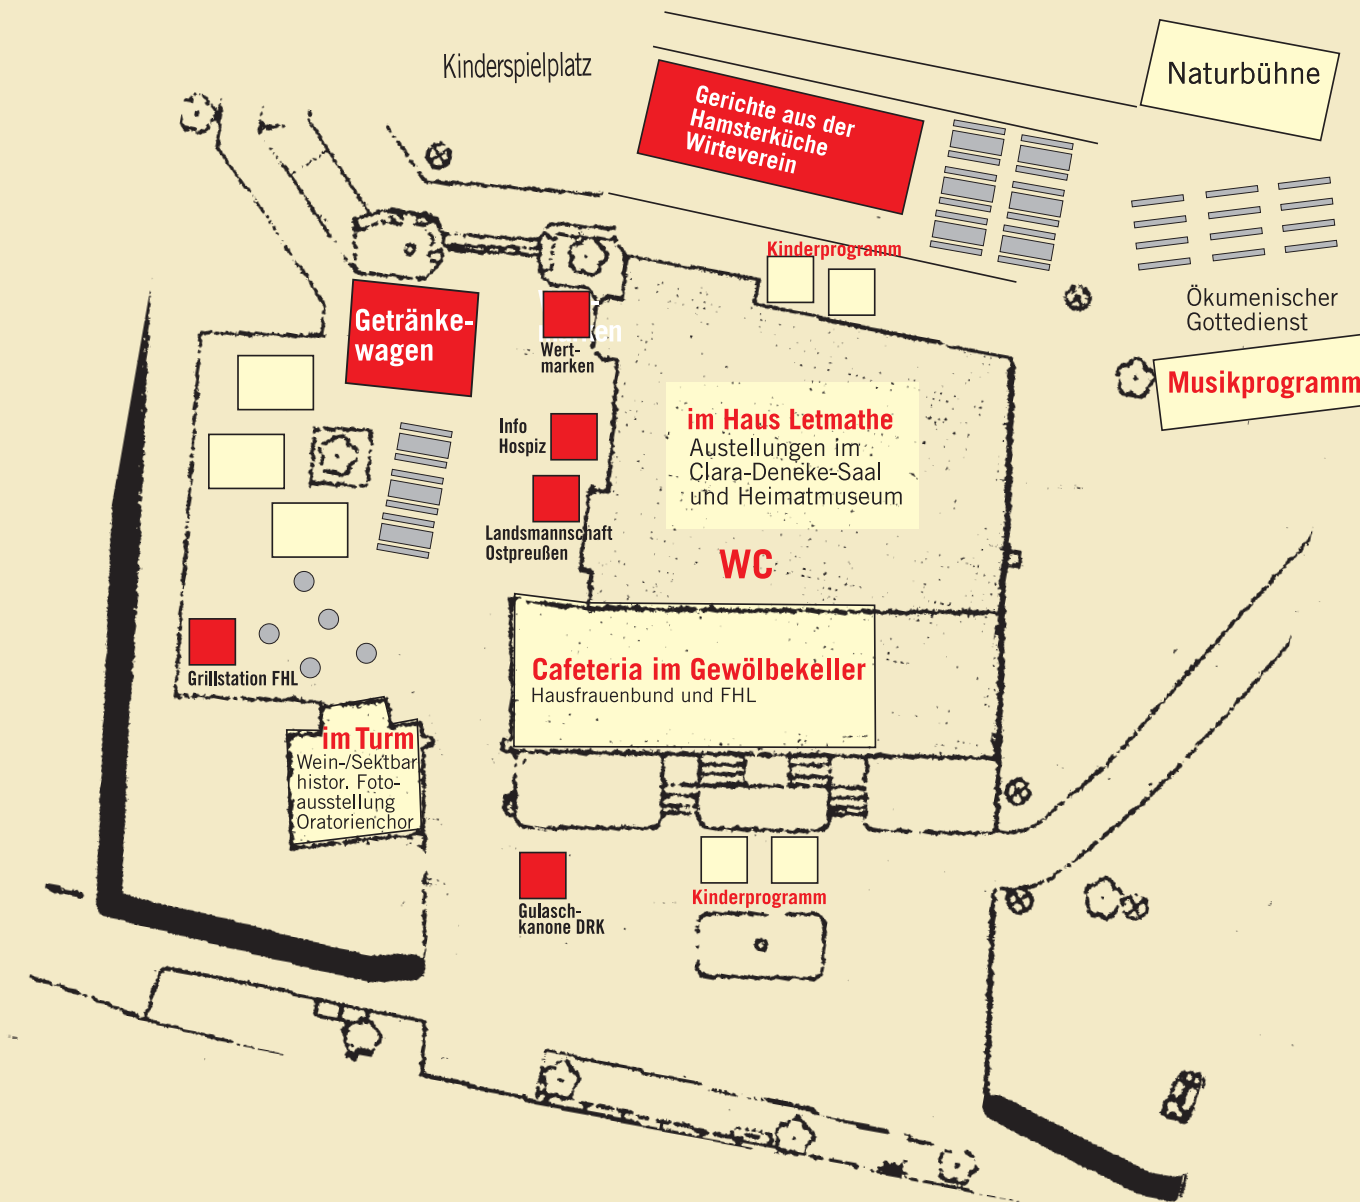 Kinderspielplatz
Gerichte aus der
Hamsterküche
Wirteverein
Naturbühne
Kinderprogramm
Ökumenischer
Gottedienst
Musikprogramm
Getränke-
wagen
Wert-
marken
Info
Hospiz
Landsmannschaft
Ostpreußen
im Haus Letmathe
Austellungen im
Clara-Deneke-Saal
und Heimatmuseum
WC
Cafeteria im Gewölbekeller
Hausfrauenbund und FHL
Grillstation FHL
im Turm
Wein-/Sektbar
histor. Foto-
ausstellung
Oratorienchor
Gulasch-
kanone DRK
Kinderprogramm